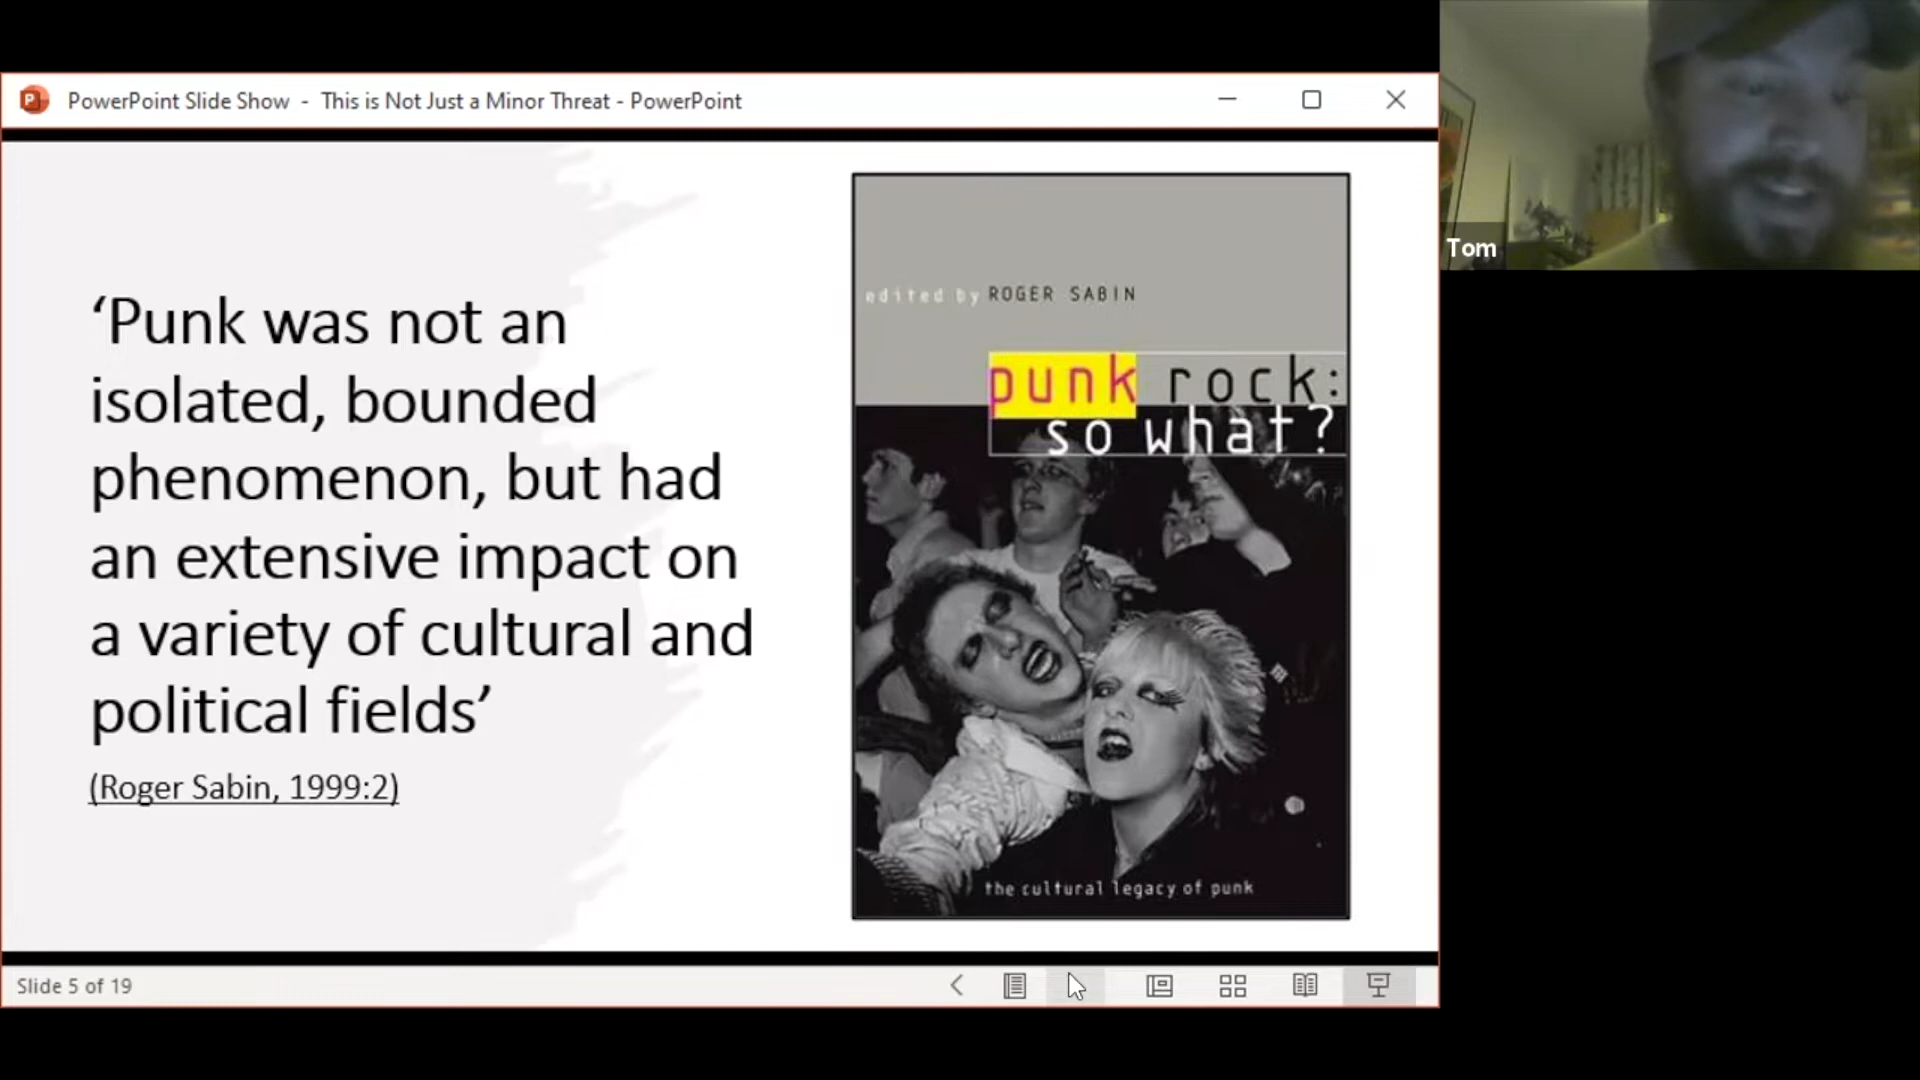 PowerPoint Slide Show - This is Not Just a Minor Threat - PowerPoint
‘Punk was not an
isolated, bounded
phenomenon, but had
an extensive impact on
a variety of cultural and
political fields’
(Roger Sabin, 1999:2)
edited by ROGER SABIN
punk rock:
so what?
the cultural legacy of punk
Slide 5 of 19
Tom